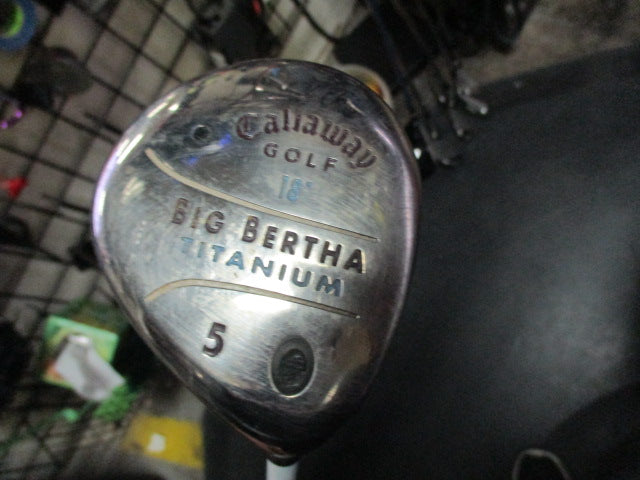 Callaway
GOLF
18°
BIG BERTHA
TITANIUM
5